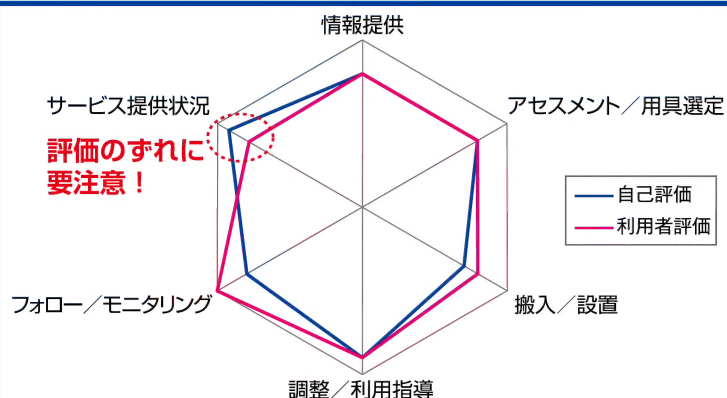 情報提供
アセスメント／用具選定
サービス提供状況
評価のずれに
要注意！
自己評価
利用者評価
フォロー／モニタリング
搬入／設置
調整／利用指導